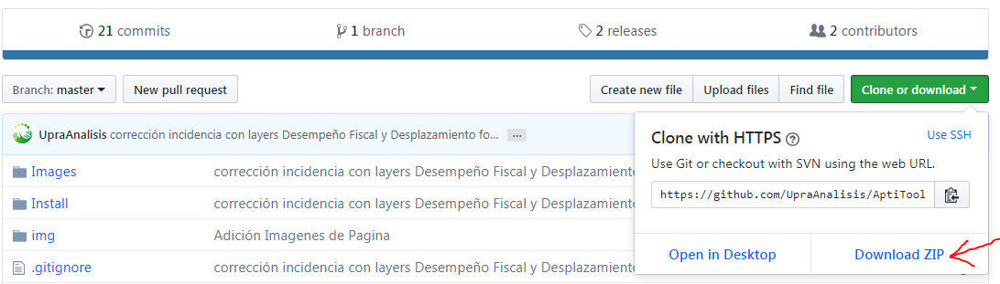 21 commits
1 branch
2 releases
2 contributors
Branch: master
New pull request
Create new file
Upload files
Find file
Clone or download
UpraAnalisis corrección incidencia con layers Desempeño Fiscal y Desplazamiento fo... ...
Images corrección incidencia con layers Desempeño Fiscal y Desplazamiento
Install corrección incidencia con layers Desempeño Fiscal y Desplazamiento
img Adición Imagenes de Pagina
.gitignore corrección incidencia con layers Desempeño Fiscal y Desplazamiento
Clone with HTTPS ?
Use SSH
Use Git or checkout with SVN using the web URL.
https://github.com/UpraAnalisis/AptiTool
Open in Desktop
Download ZIP